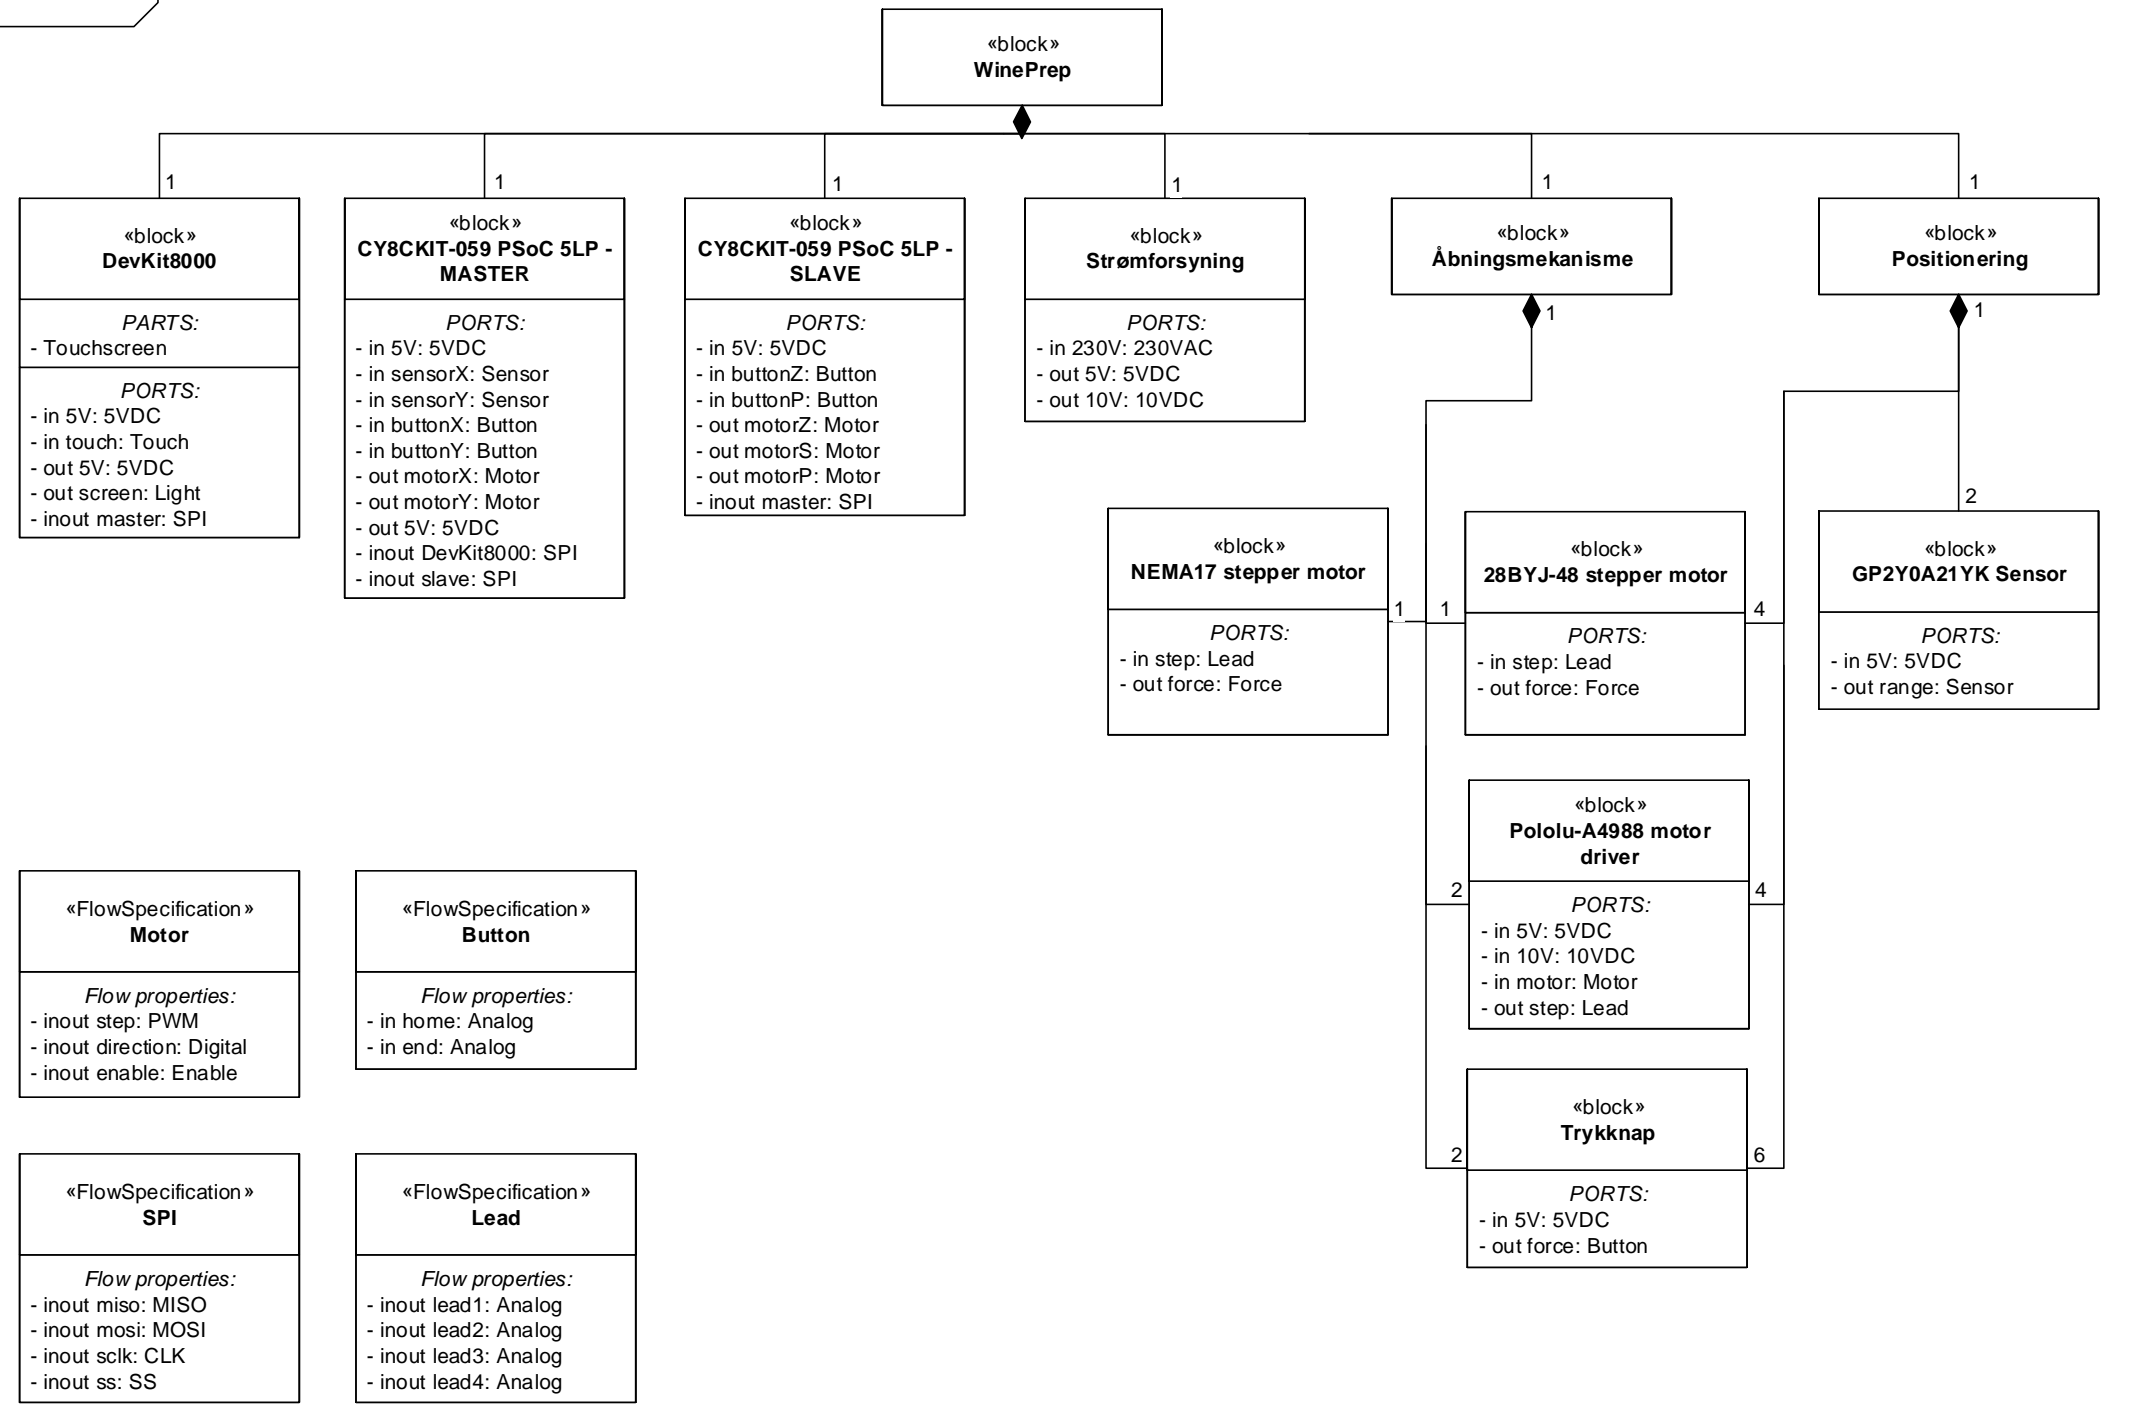 «block»
WinePrep
1
1
1
1
1
1
«block»
DevKit8000
PARTS:
- Touchscreen
PORTS:
- in 5V: 5VDC
- in touch: Touch
- out 5V: 5VDC
- out screen: Light
- inout master: SPI
«block»
CY8CKIT-059 PSoC 5LP -
MASTER
PORTS:
- in 5V: 5VDC
- in sensorX: Sensor
- in sensorY: Sensor
- in buttonX: Button
- in buttonY: Button
- out motorX: Motor
- out motorY: Motor
- out 5V: 5VDC
- inout DevKit8000: SPI
- inout slave: SPI
«block»
CY8CKIT-059 PSoC 5LP -
SLAVE
PORTS:
- in 5V: 5VDC
- in buttonZ: Button
- in buttonP: Button
- out motorZ: Motor
- out motorS: Motor
- out motorP: Motor
- inout master: SPI
«block»
Strømforsyning
PORTS:
- in 230V: 230VAC
- out 5V: 5VDC
- out 10V: 10VDC
«block»
Åbningsmekanisme
1
«block»
Positionering
1
2
«block»
NEMA17 stepper motor
PORTS:
- in step: Lead
- out force: Force
1
1
«block»
28BYJ-48 stepper motor
PORTS:
- in step: Lead
- out force: Force
4
«block»
GP2Y0A21YK Sensor
PORTS:
- in 5V: 5VDC
- out range: Sensor
«block»
Pololu-A4988 motor
driver
2
4
PORTS:
- in 5V: 5VDC
- in 10V: 10VDC
- in motor: Motor
- out step: Lead
«block»
Trykknap
2
6
PORTS:
- in 5V: 5VDC
- out force: Button
«FlowSpecification»
Motor
Flow properties:
- inout step: PWM
- inout direction: Digital
- inout enable: Enable
«FlowSpecification»
Button
Flow properties:
- in home: Analog
- in end: Analog
«FlowSpecification»
SPI
Flow properties:
- inout miso: MISO
- inout mosi: MOSI
- inout sclk: CLK
- inout ss: SS
«FlowSpecification»
Lead
Flow properties:
- inout lead1: Analog
- inout lead2: Analog
- inout lead3: Analog
- inout lead4: Analog